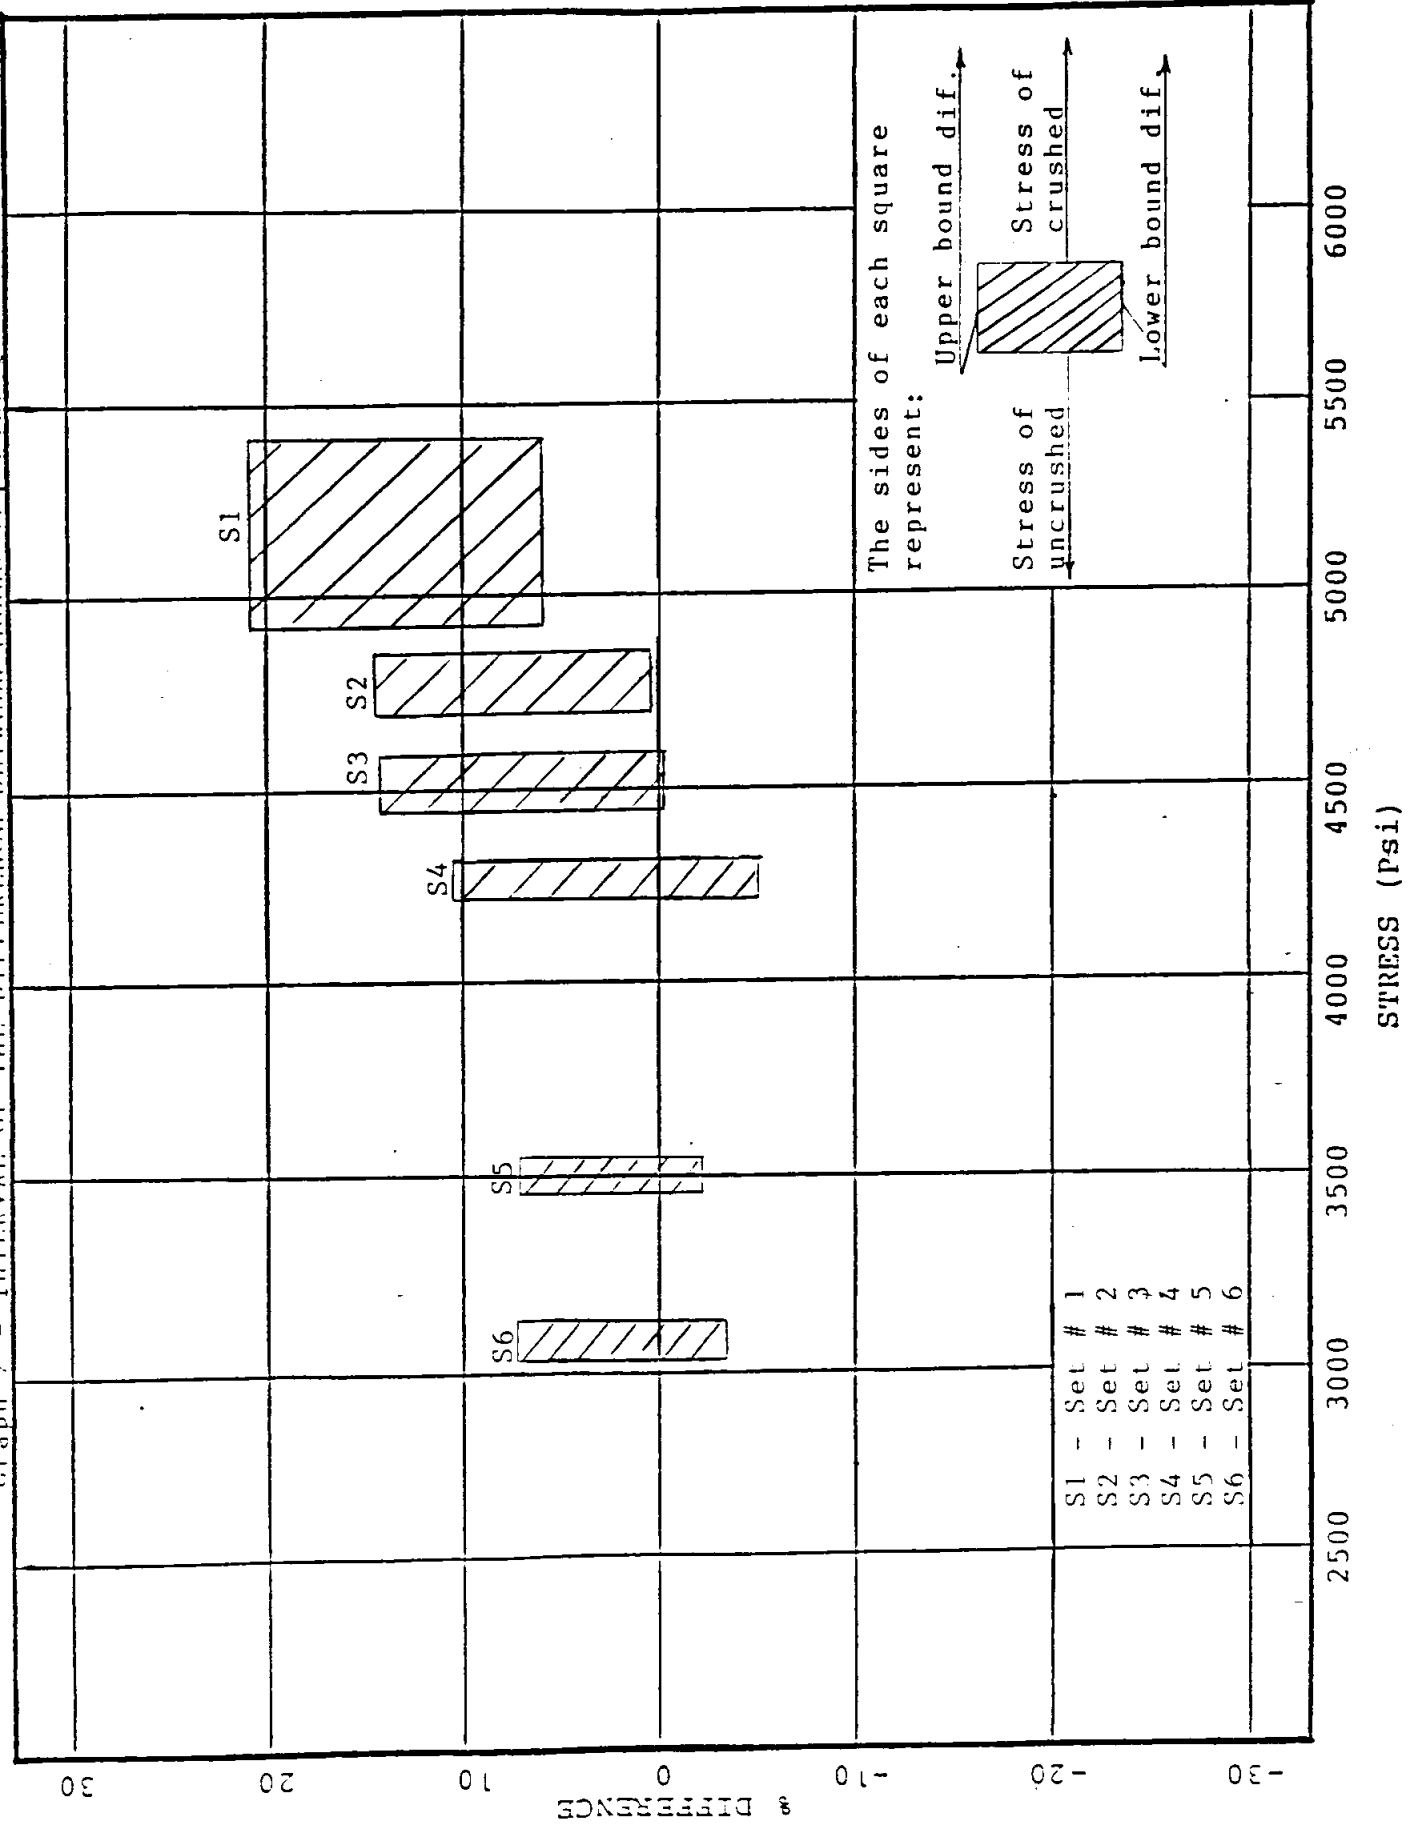 30
20
10
0
-10
-20
-30
% DIFFERENCE
S1
S2
S3
S4
S5
S6
The sides of each square
represent:
Upper bound dif.
Stress of
uncrushed
Stress of
crushed
Lower bound dif.
S1 - Set # 1
S2 - Set # 2
S3 - Set # 3
S4 - Set # 4
S5 - Set # 5
S6 - Set # 6
2500 3000 3500 4000 4500 5000 5500 6000
STRESS (Psi)